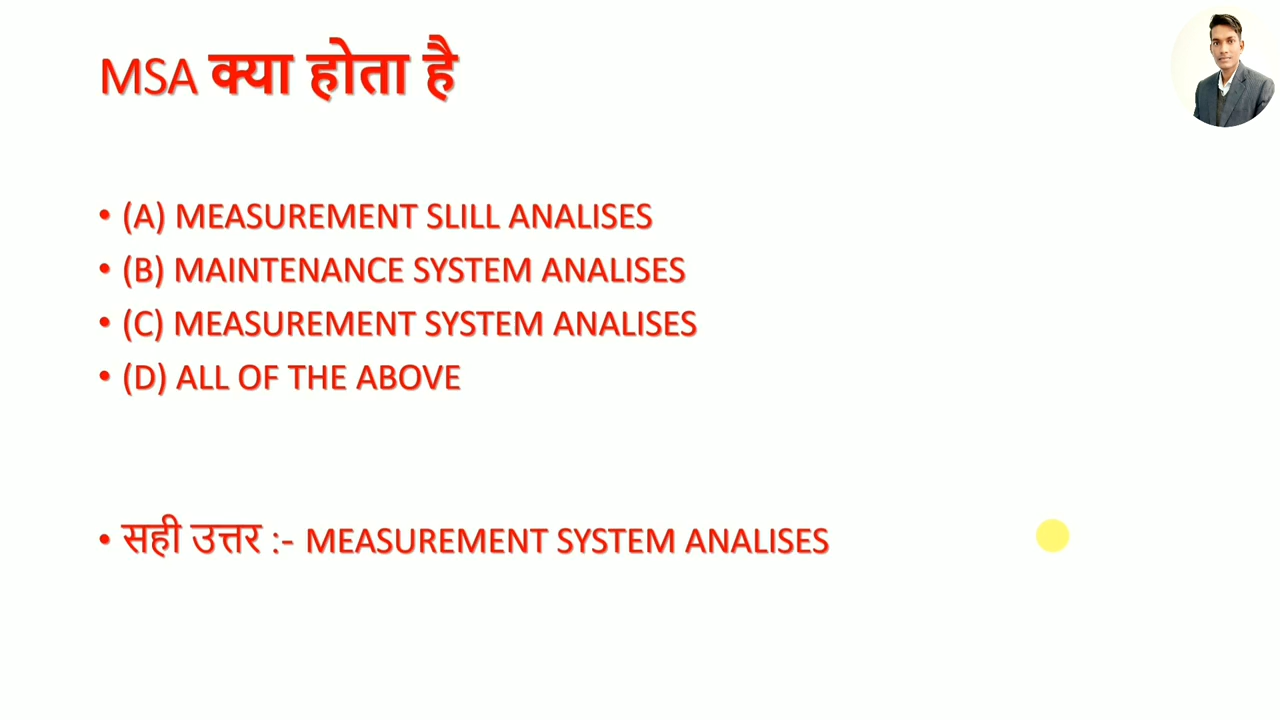 MSA क्या होता है
• (A) MEASUREMENT SLILL ANALISES
• (B) MAINTENANCE SYSTEM ANALISES
• (C) MEASUREMENT SYSTEM ANALISES
• (D) ALL OF THE ABOVE
• सही उत्तर :- MEASUREMENT SYSTEM ANALISES